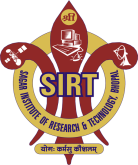 श्री
SIRT
SAGAR INSTITUTE OF RESEARCH & TECHNOLOGY, BHOPAL
योगः कर्मसु कौशलम्